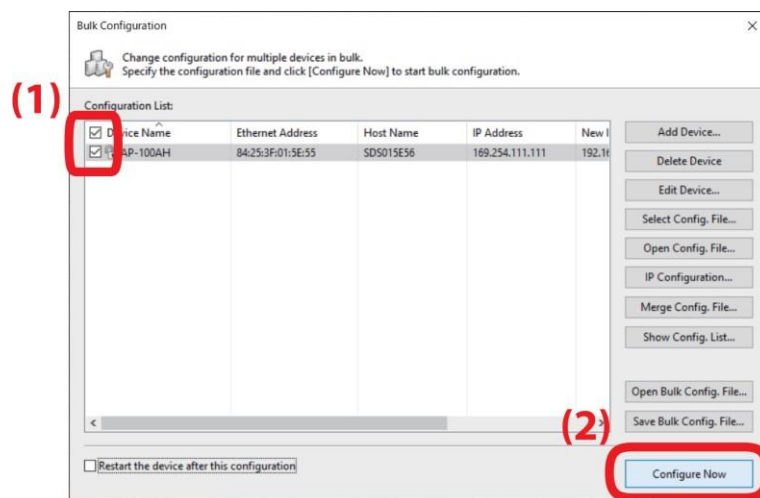 Bulk Configuration
Change configuration for multiple devices in bulk.
Specify the configuration file and click [Configure Now] to start bulk configuration.
(1)
Configuration List:
Device Name Ethernet Address Host Name IP Address New I
AP-100AH 84:25:3F:01:5E:55 SDS015E56 169.254.111.111 192.16
Add Device...
Delete Device
Edit Device...
Select Config. File...
Open Config. File...
IP Configuration...
Merge Config. File...
Show Config. List...
Open Bulk Config. File...
Save Bulk Config. File...
(2)
Restart the device after this configuration
Configure Now